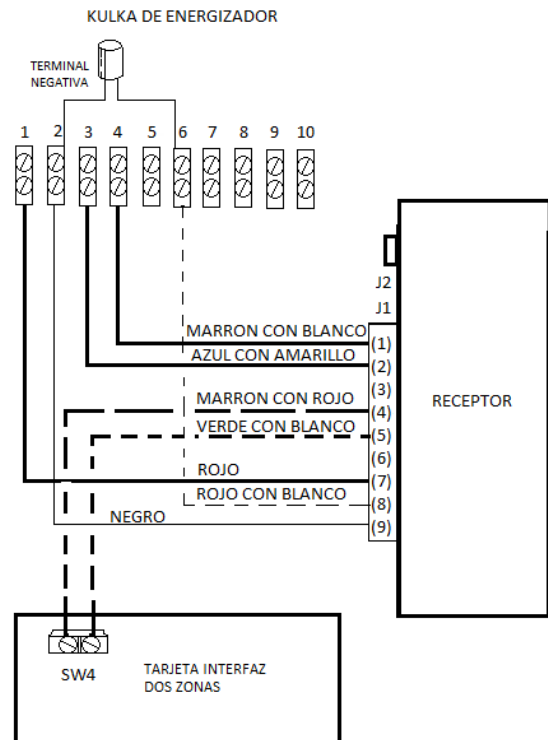 KULKA DE ENERGIZADOR
TERMINAL
NEGATIVA
1 2 3 4 5 6 7 8 9 10
J2
J1
MARRON CON BLANCO (1)
AZUL CON AMARILLO (2)
(3)
MARRON CON ROJO (4)
VERDE CON BLANCO (5)
(6)
ROJO (7)
ROJO CON BLANCO (8)
NEGRO (9)
RECEPTOR
SW4
TARJETA INTERFAZ
DOS ZONAS